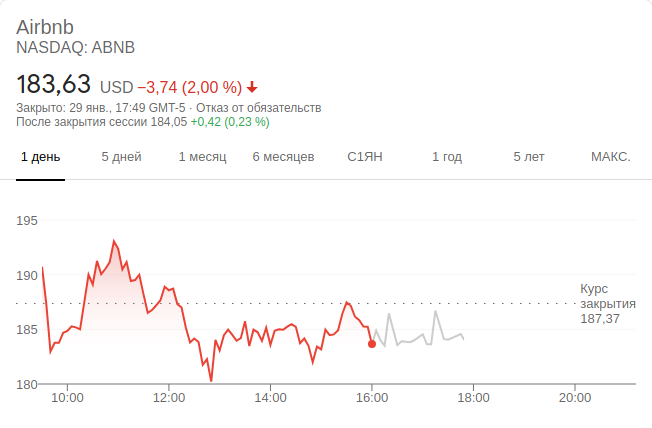 Airbnb
NASDAQ: ABNB
183,63 USD −3,74 (2,00 %)
Закрыто: 29 янв., 17:49 GMT-5 · Отказ от обязательств
После закрытия сессии 184,05 +0,42 (0,23 %)
1 день 5 дней 1 месяц 6 месяцев С1ЯН 1 год 5 лет МАКС.
195
190
Курс
закрытия
187,37
185
180
10:00 12:00 14:00 16:00 18:00 20:00